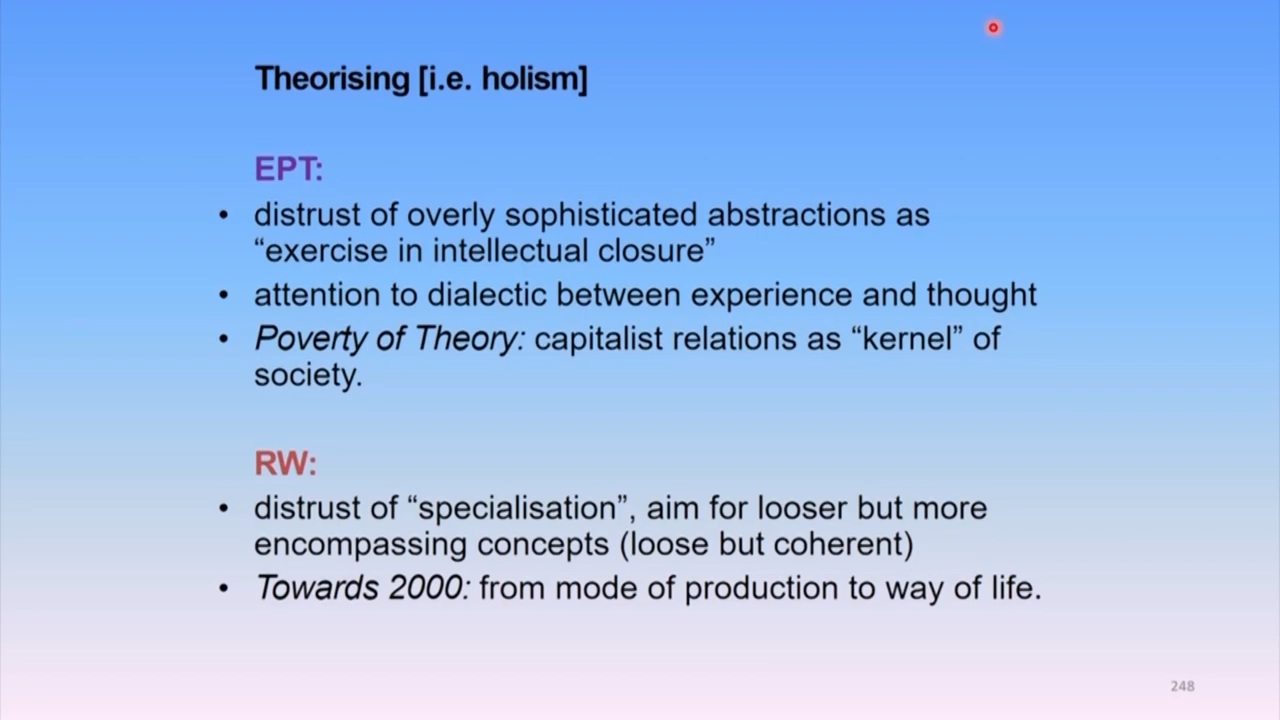 Theorising [i.e. holism]
EPT:
• distrust of overly sophisticated abstractions as
“exercise in intellectual closure”
• attention to dialectic between experience and thought
• Poverty of Theory: capitalist relations as “kernel” of
society.
RW:
• distrust of “specialisation”, aim for looser but more
encompassing concepts (loose but coherent)
• Towards 2000: from mode of production to way of life.
248